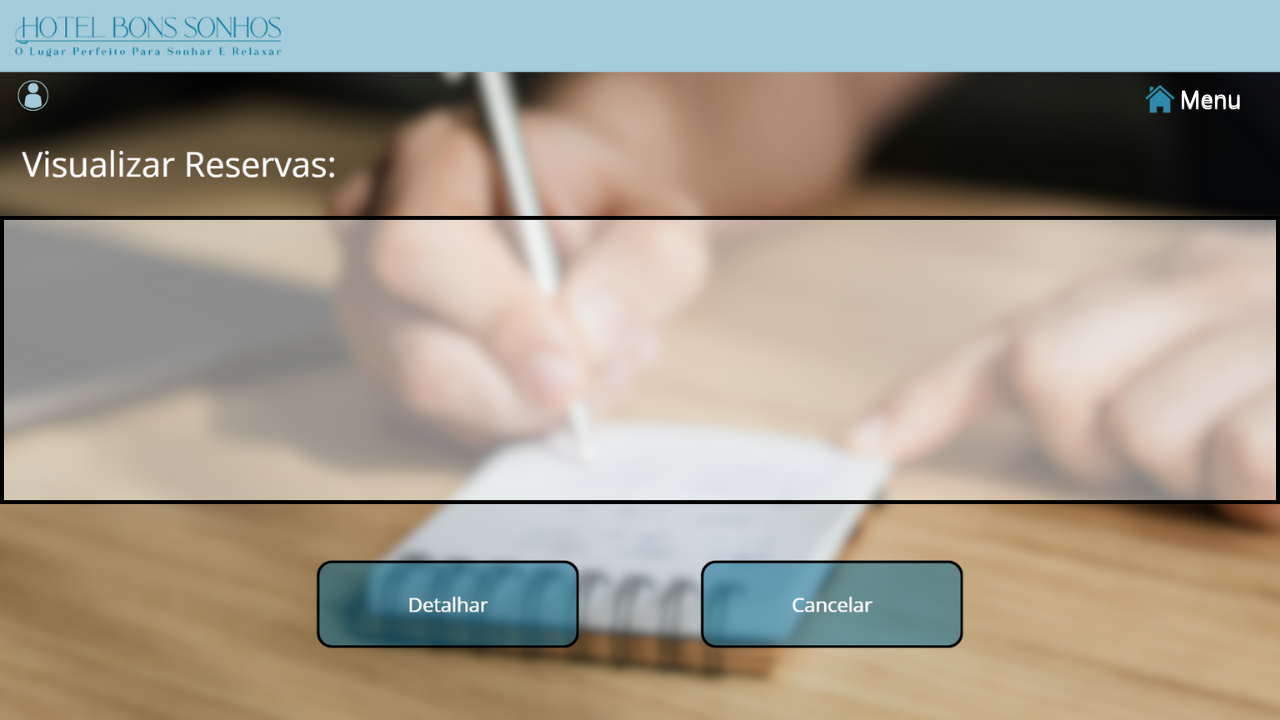 HOTEL BONS SONHOS
O Lugar Perfeito Para Sonhar E Relaxar
Menu
Visualizar Reservas:
Detalhar
Cancelar